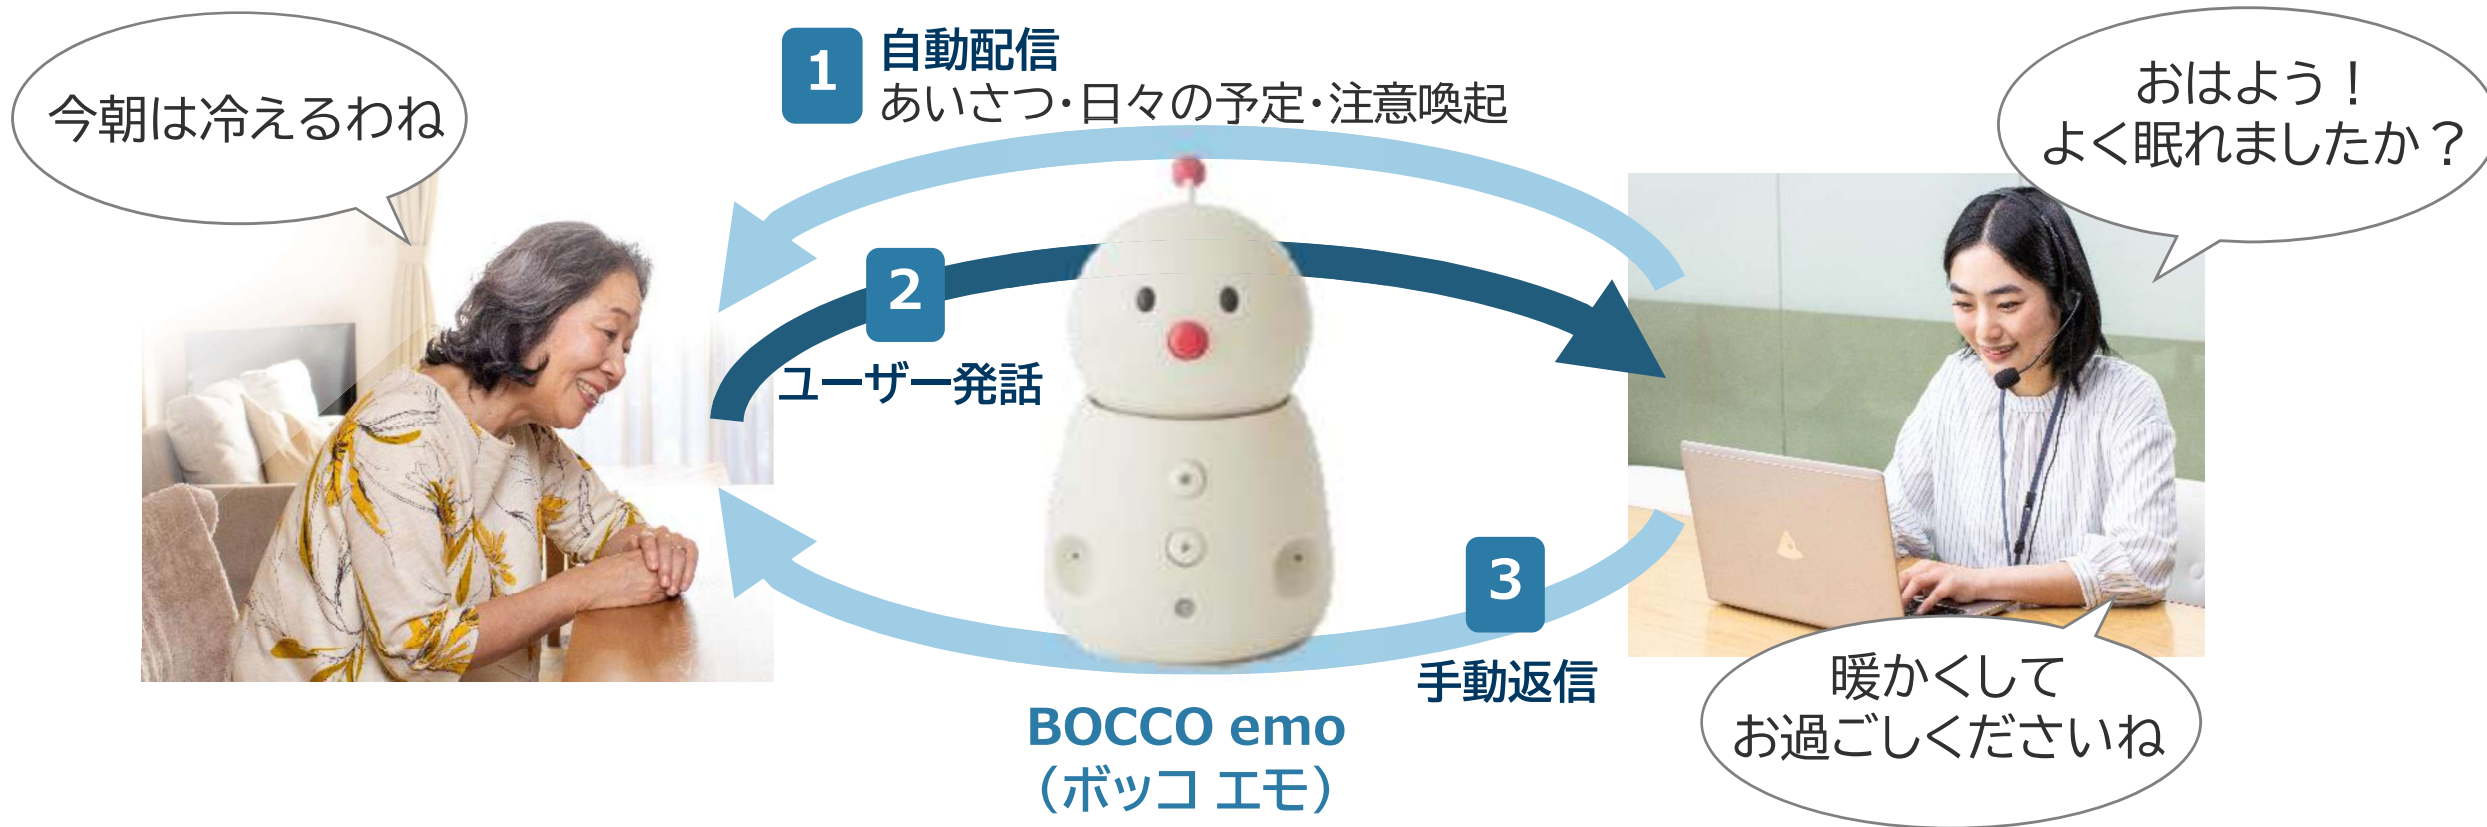 今朝は冷えるわね
1 自動配信
あいさつ・日々の予定・注意喚起
おはよう！
よく眠れましたか？
2
ユーザー発話
3
手動返信
BOCCO emo
（ボッコ エモ）
暖かくして
お過ごしくださいね